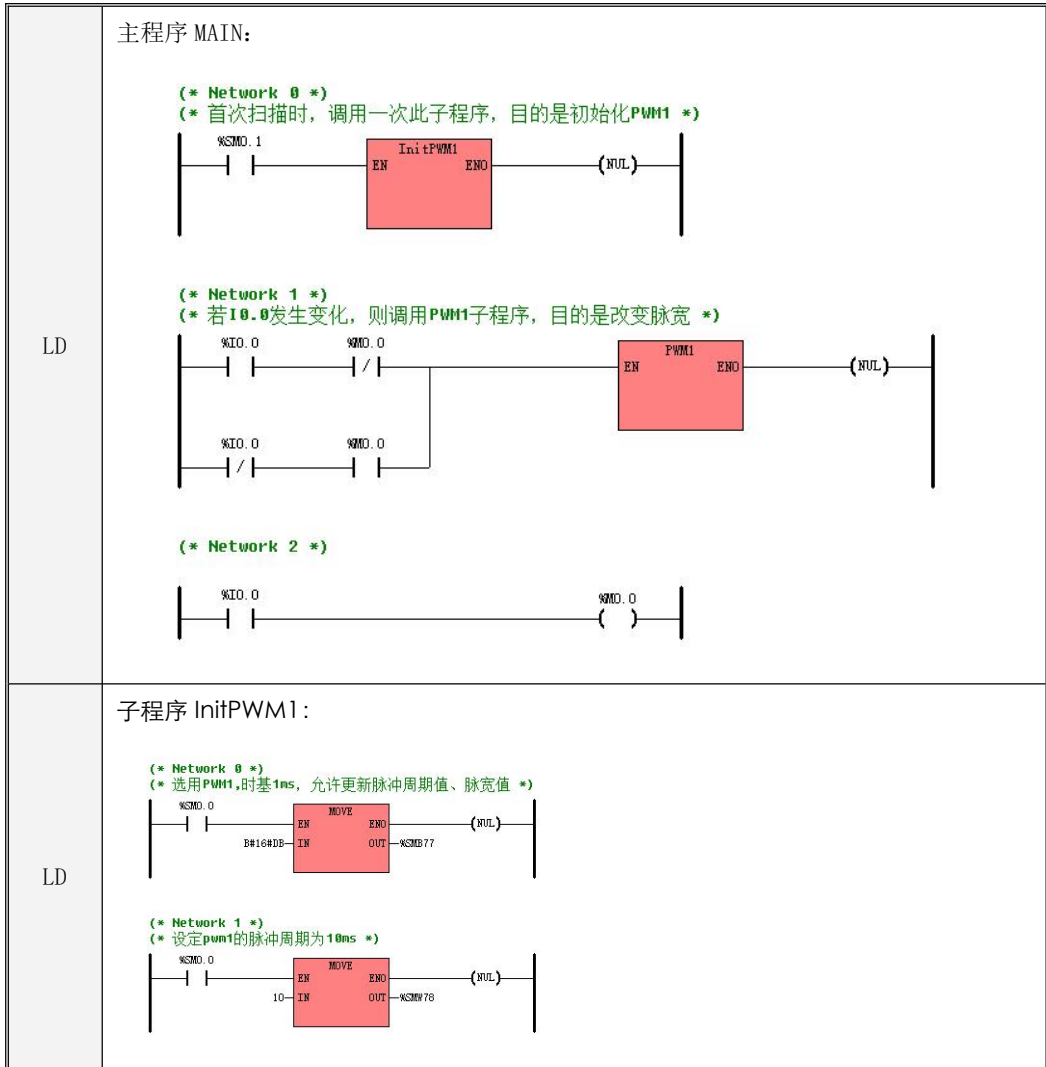 主程序 MAIN：
(* Network 0 *)
(* 首次扫描时，调用一次此子程序，目的是初始化PWM1 *)
%SM0.1
InitPWM1
EN ENO
(NUL)
(* Network 1 *)
(* 若I0.0发生变化，则调用PWM1子程序，目的是改变脉宽 *)
%I0.0 %M0.0
PWM1
EN ENO
(NUL)
%I0.0 %M0.0
LD
(* Network 2 *)
%I0.0 %M0.0
子程序 InitPWM1：
(* Network 0 *)
(* 选用PWM1,时基1ms，允许更新脉冲周期值、脉宽值 *)
%SM0.0
MOVE
EN ENO
(NUL)
B#16#DB IN OUT %SMB77
LD
(* Network 1 *)
(* 设定pwm1的脉冲周期为10ms *)
%SM0.0
MOVE
EN ENO
(NUL)
10 IN OUT %SMW78